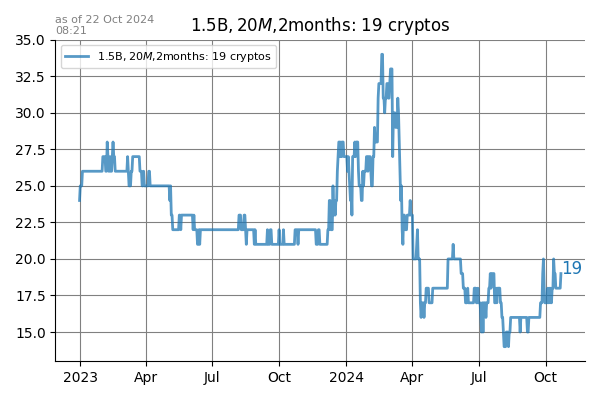 as of 22 Oct 2024
08:21
1.5B, 20M,2months: 19 cryptos
1.5B, 20M,2months: 19 cryptos
35.0
32.5
30.0
27.5
25.0
22.5
20.0
17.5
15.0
19
2023 Apr Jul Oct 2024 Apr Jul Oct